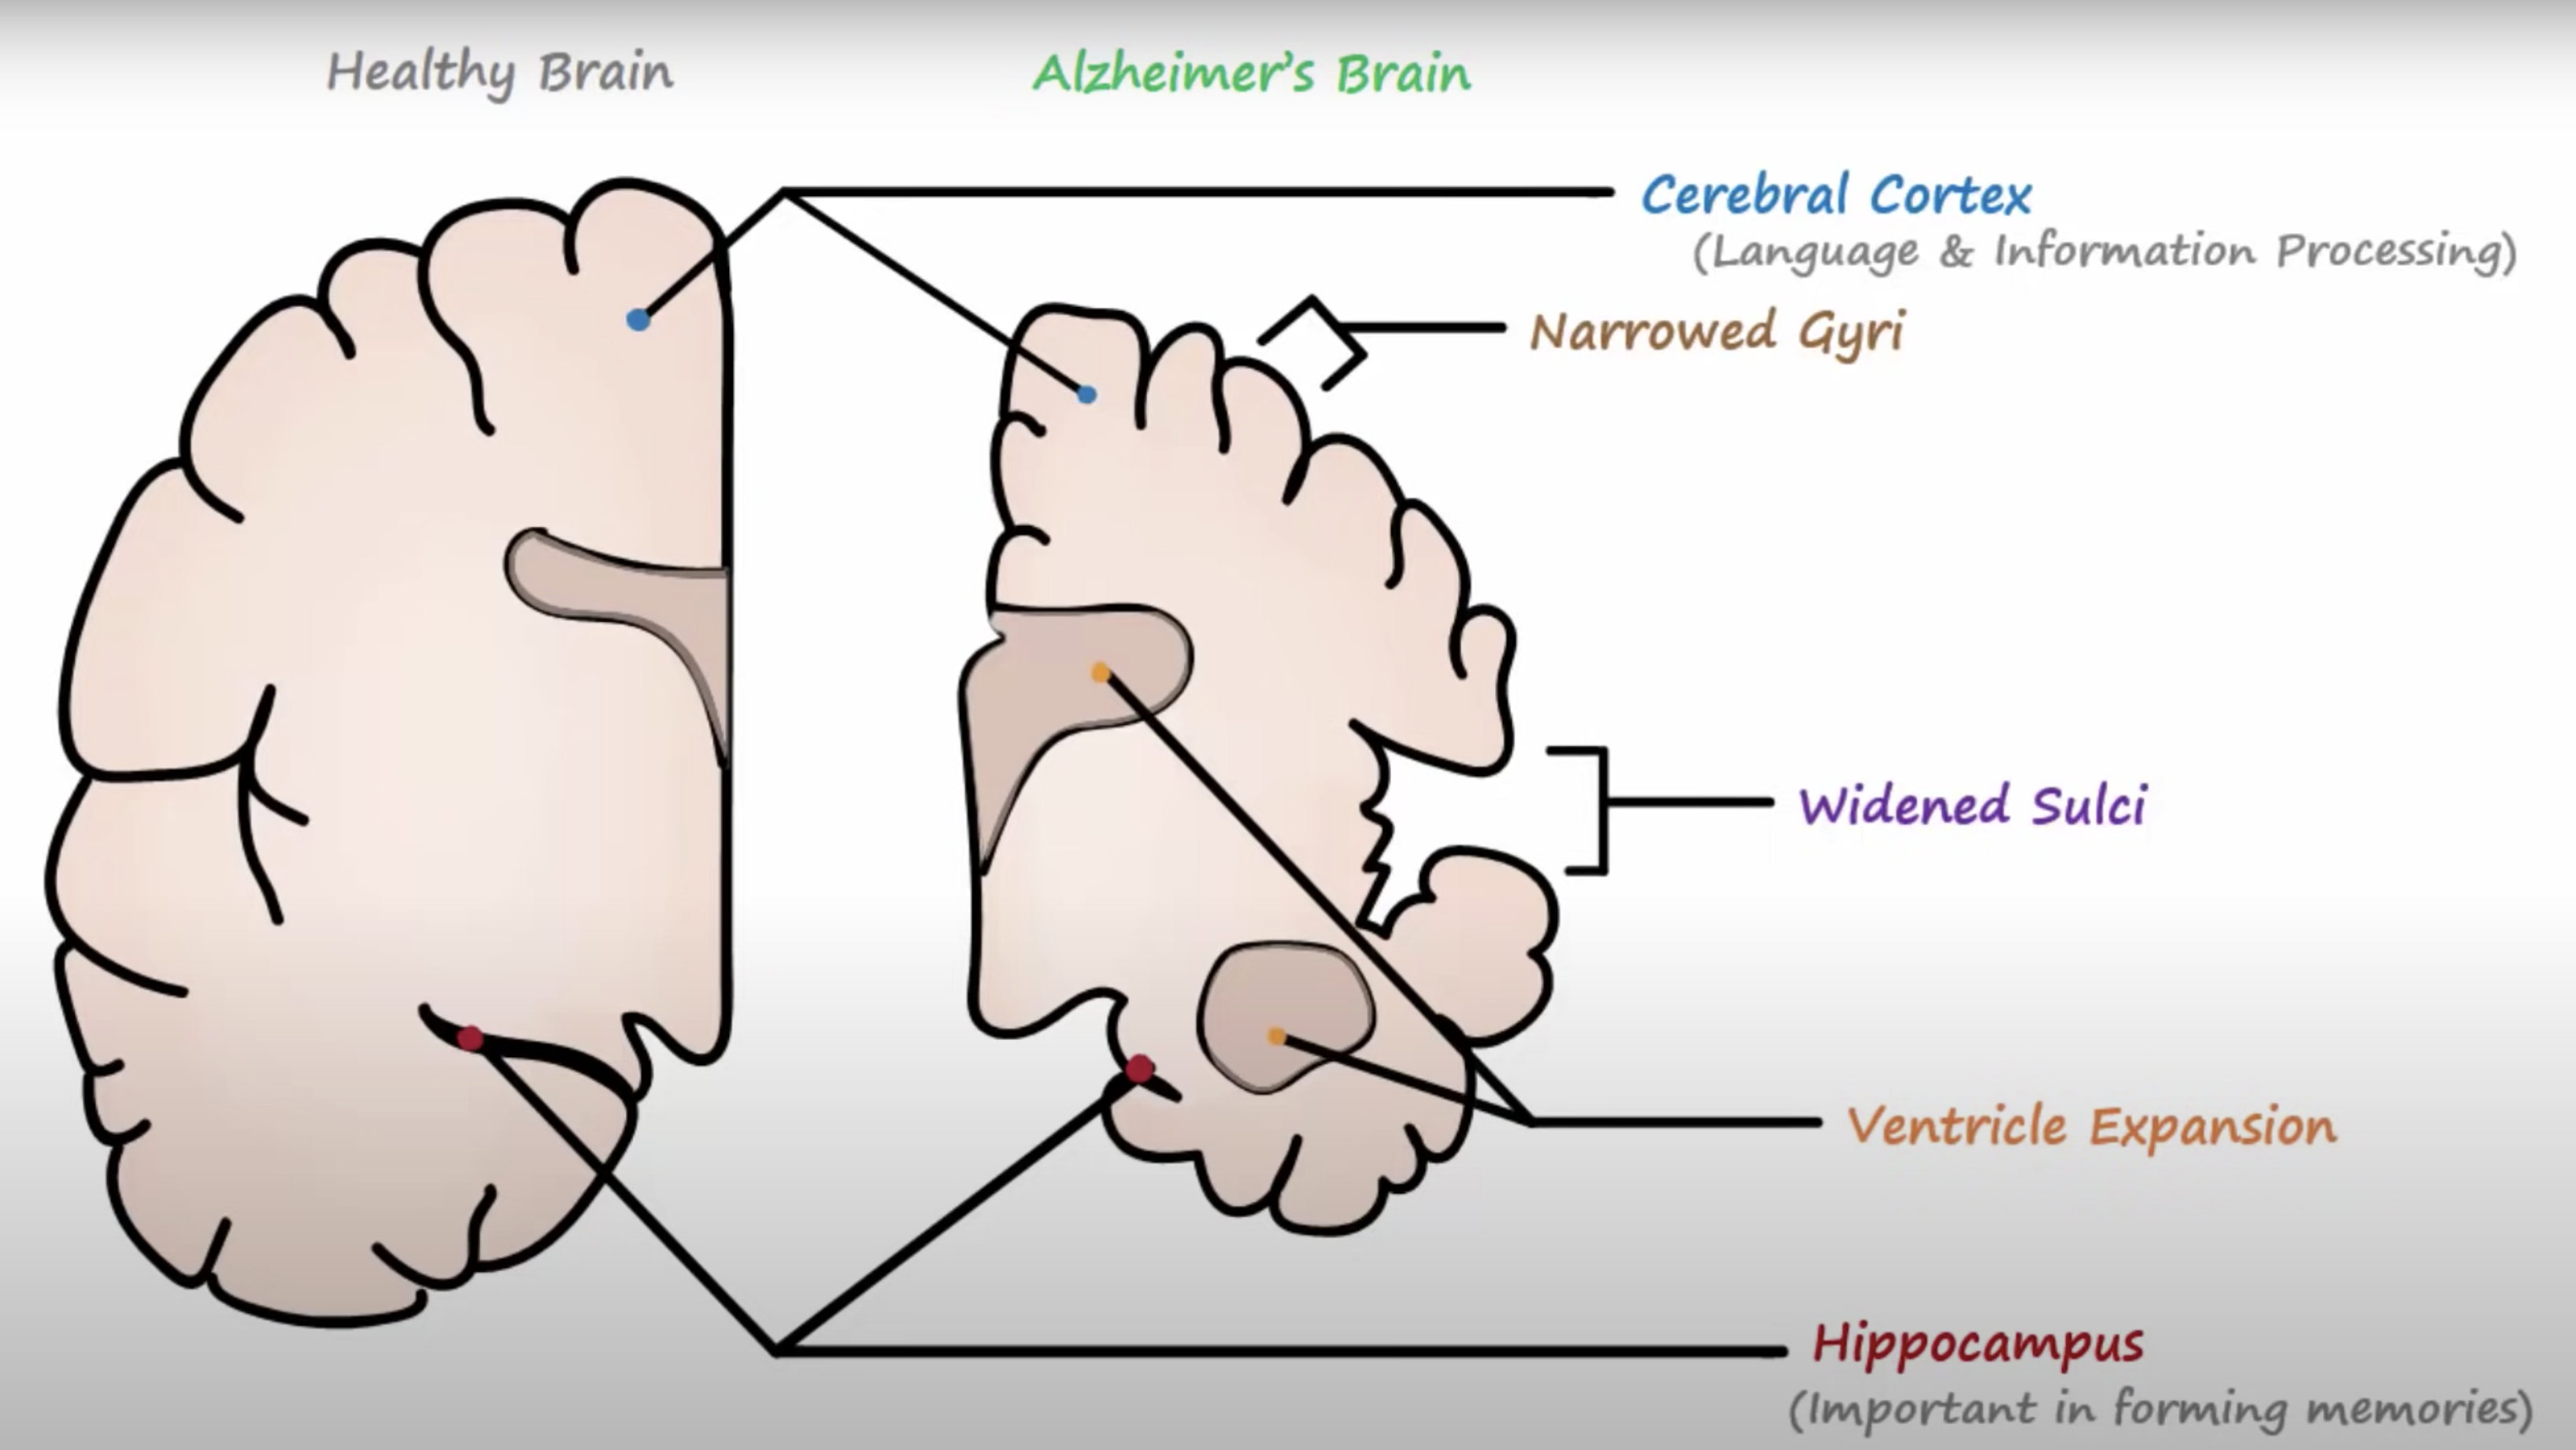 Healthy Brain
Alzheimer's Brain
Cerebral Cortex
(Language & Information Processing)
Narrowed Gyri
Widened Sulci
Ventricle Expansion
Hippocampus
(Important in forming memories)